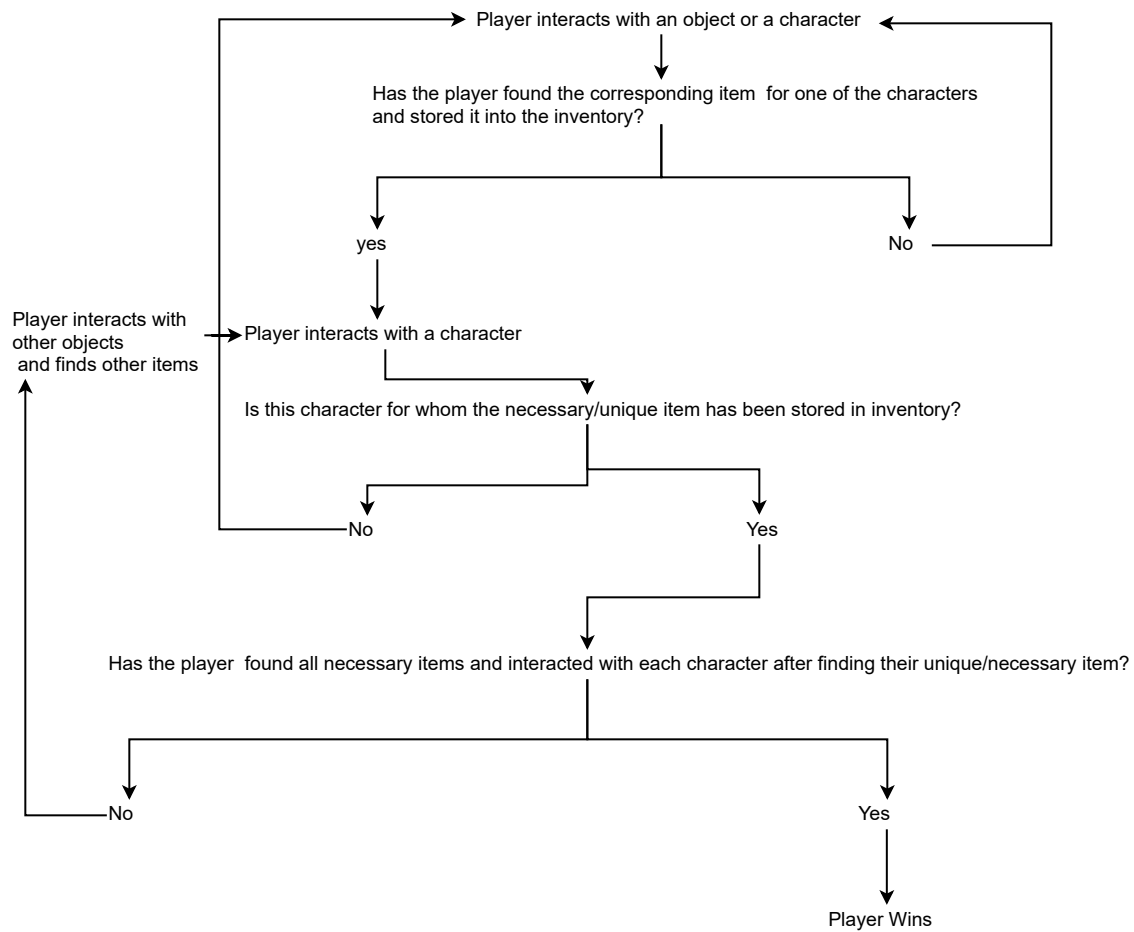 Player interacts with an object or a character
Has the player found the corresponding item  for one of the characters
and stored it into the inventory?
yes
No
Player interacts with
other objects
and finds other items
Player interacts with a character
Is this character for whom the necessary/unique item has been stored in inventory?
No
Yes
Has the player  found all necessary items and interacted with each character after finding their unique/necessary item?
No
Yes
Player Wins